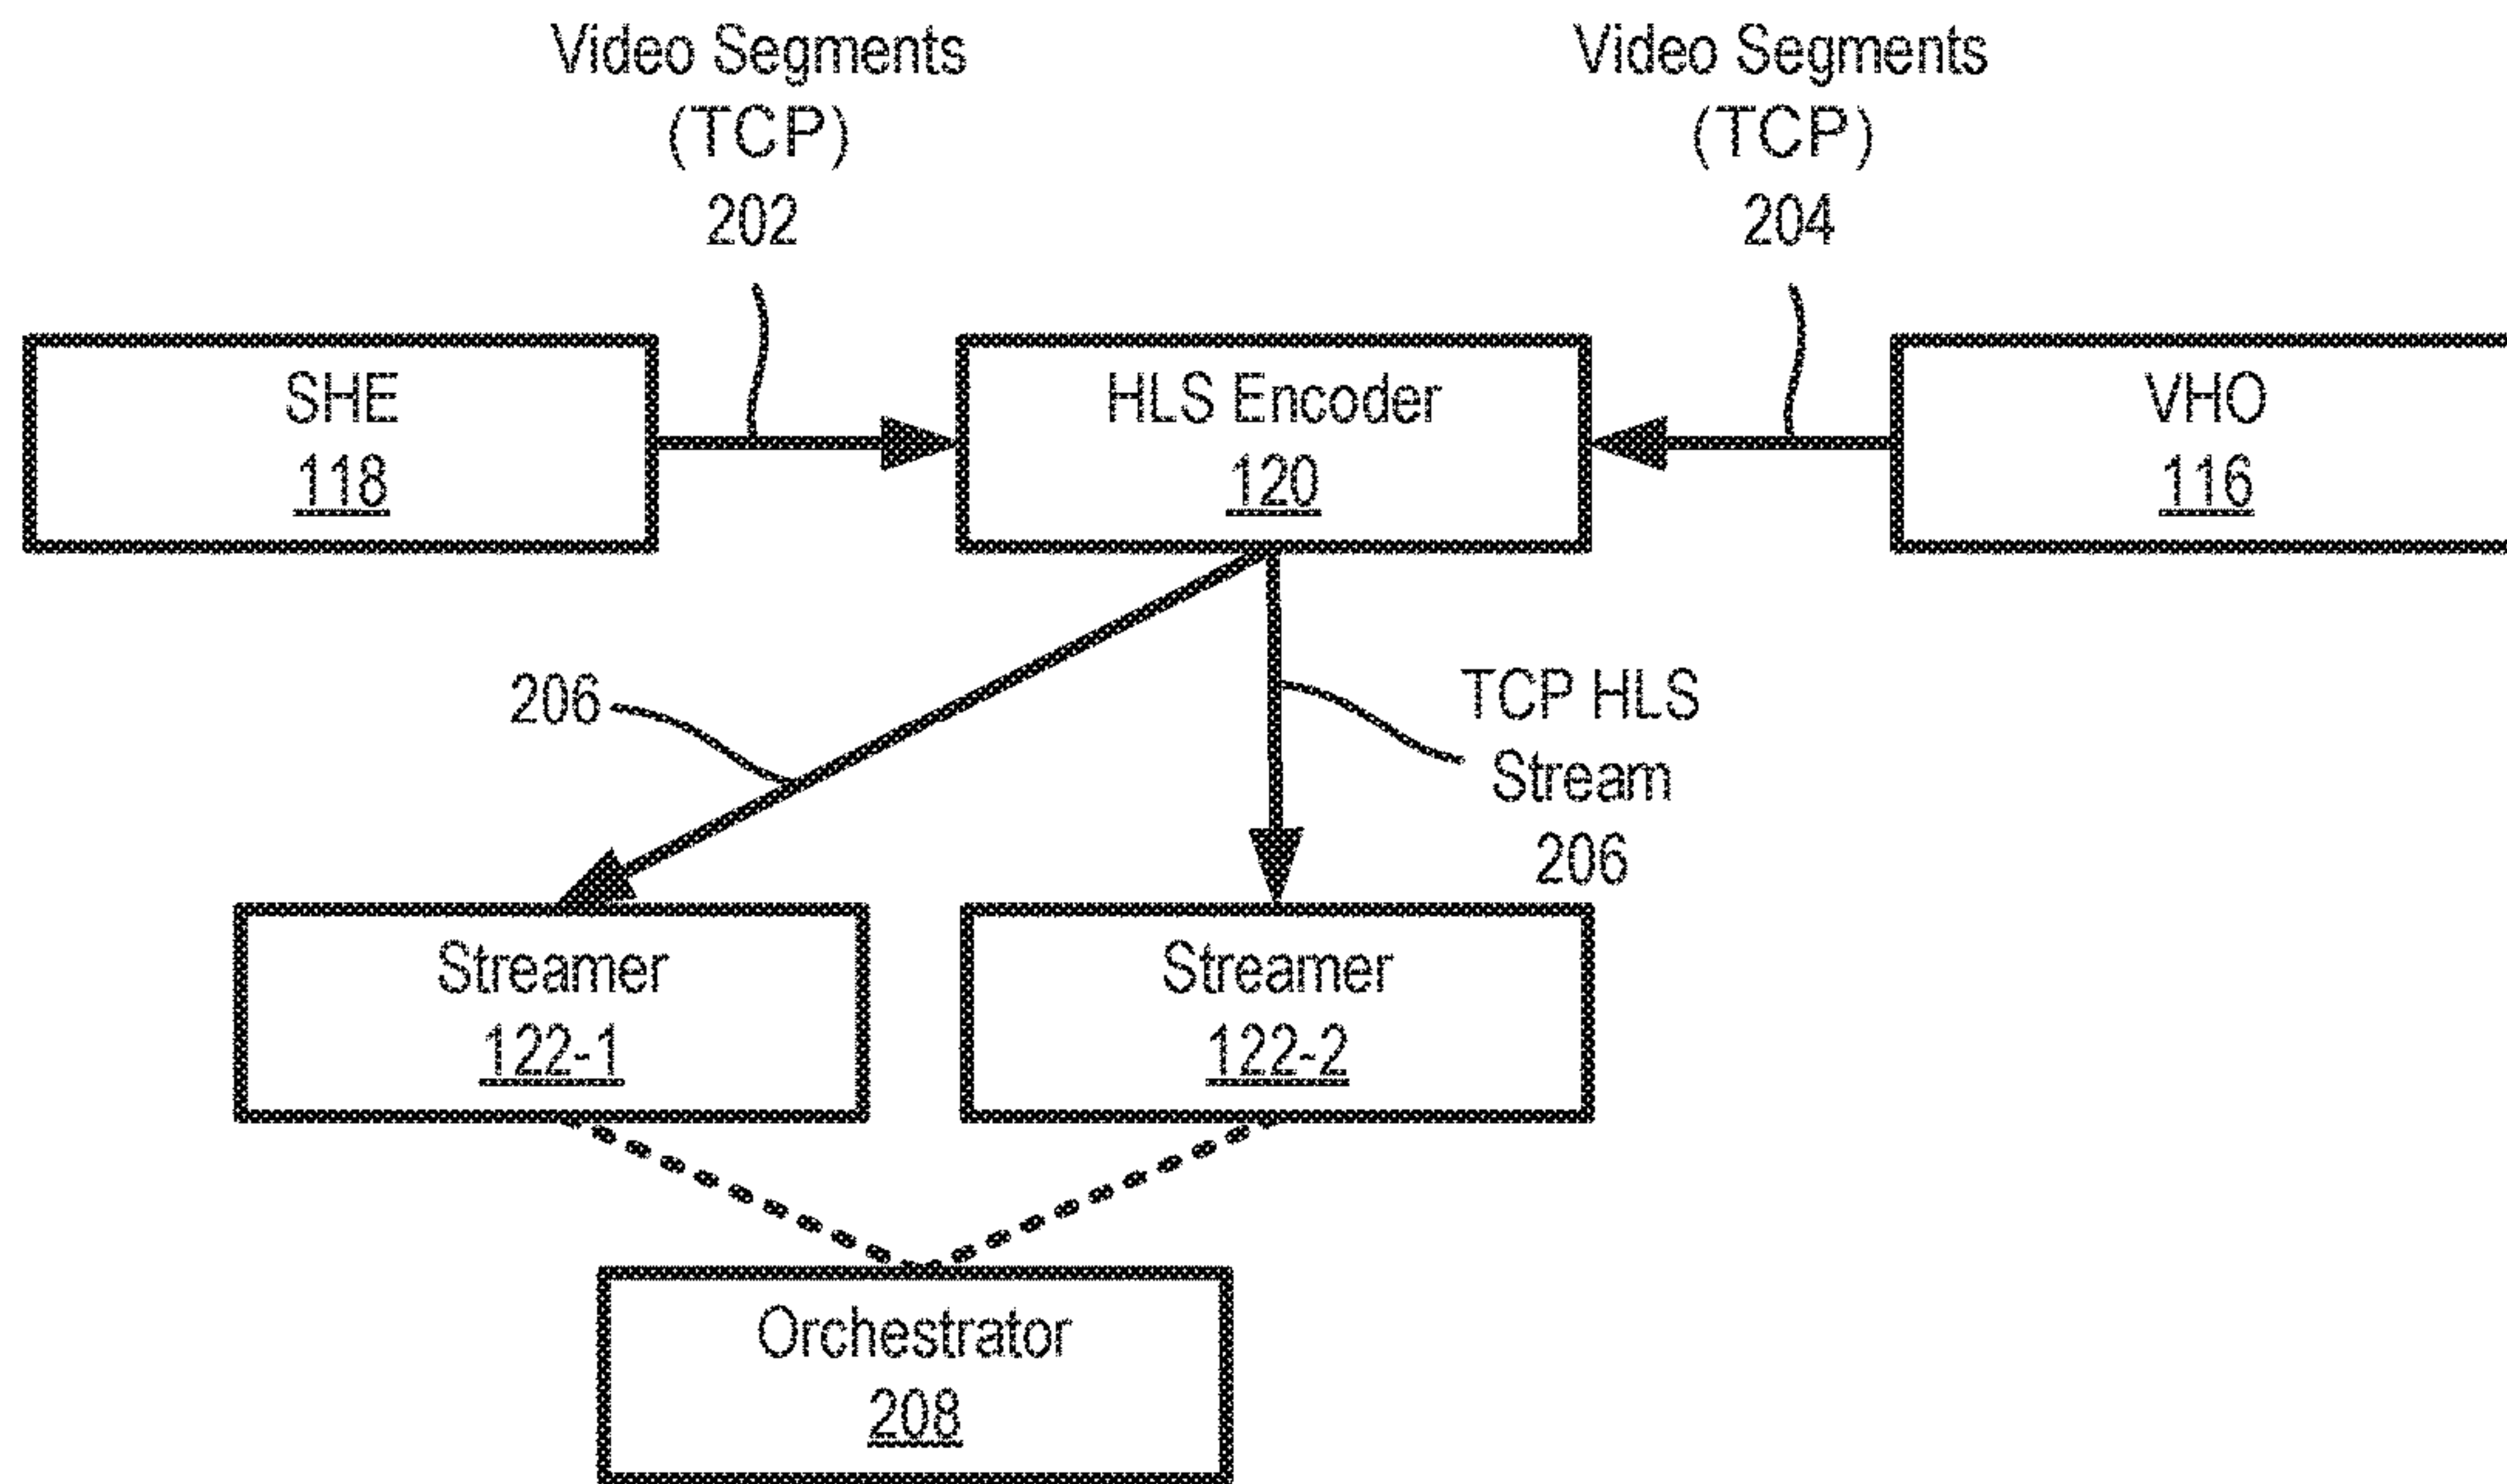 Video Segments
(TCP)
202
Video Segments
(TCP)
204
SHE
118
HLS Encoder
120
VHO
116
206
TCP HLS
Stream
206
Streamer
122-1
Streamer
122-2
Orchestrator
208